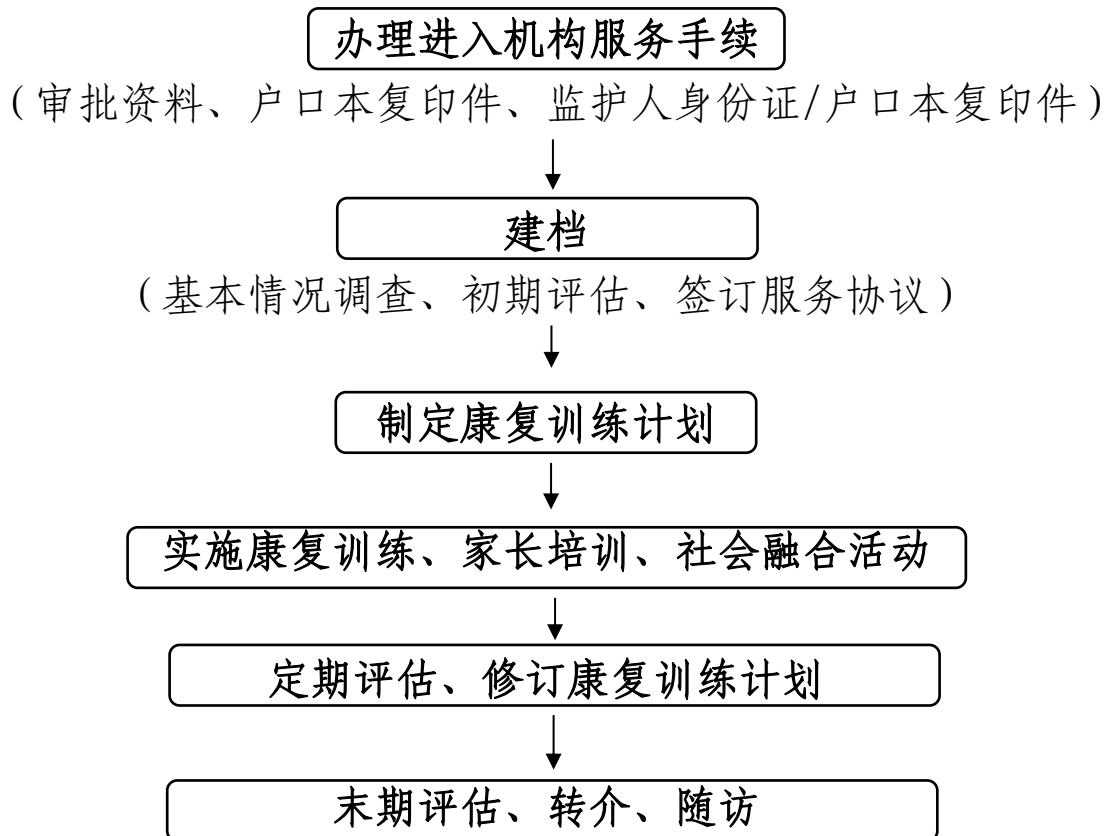 办理进入机构服务手续
（审批资料、户口本复印件、监护人身份证/户口本复印件）
建档
（基本情况调查、初期评估、签订服务协议）
制定康复训练计划
实施康复训练、家长培训、社会融合活动
定期评估、修订康复训练计划
末期评估、转介、随访